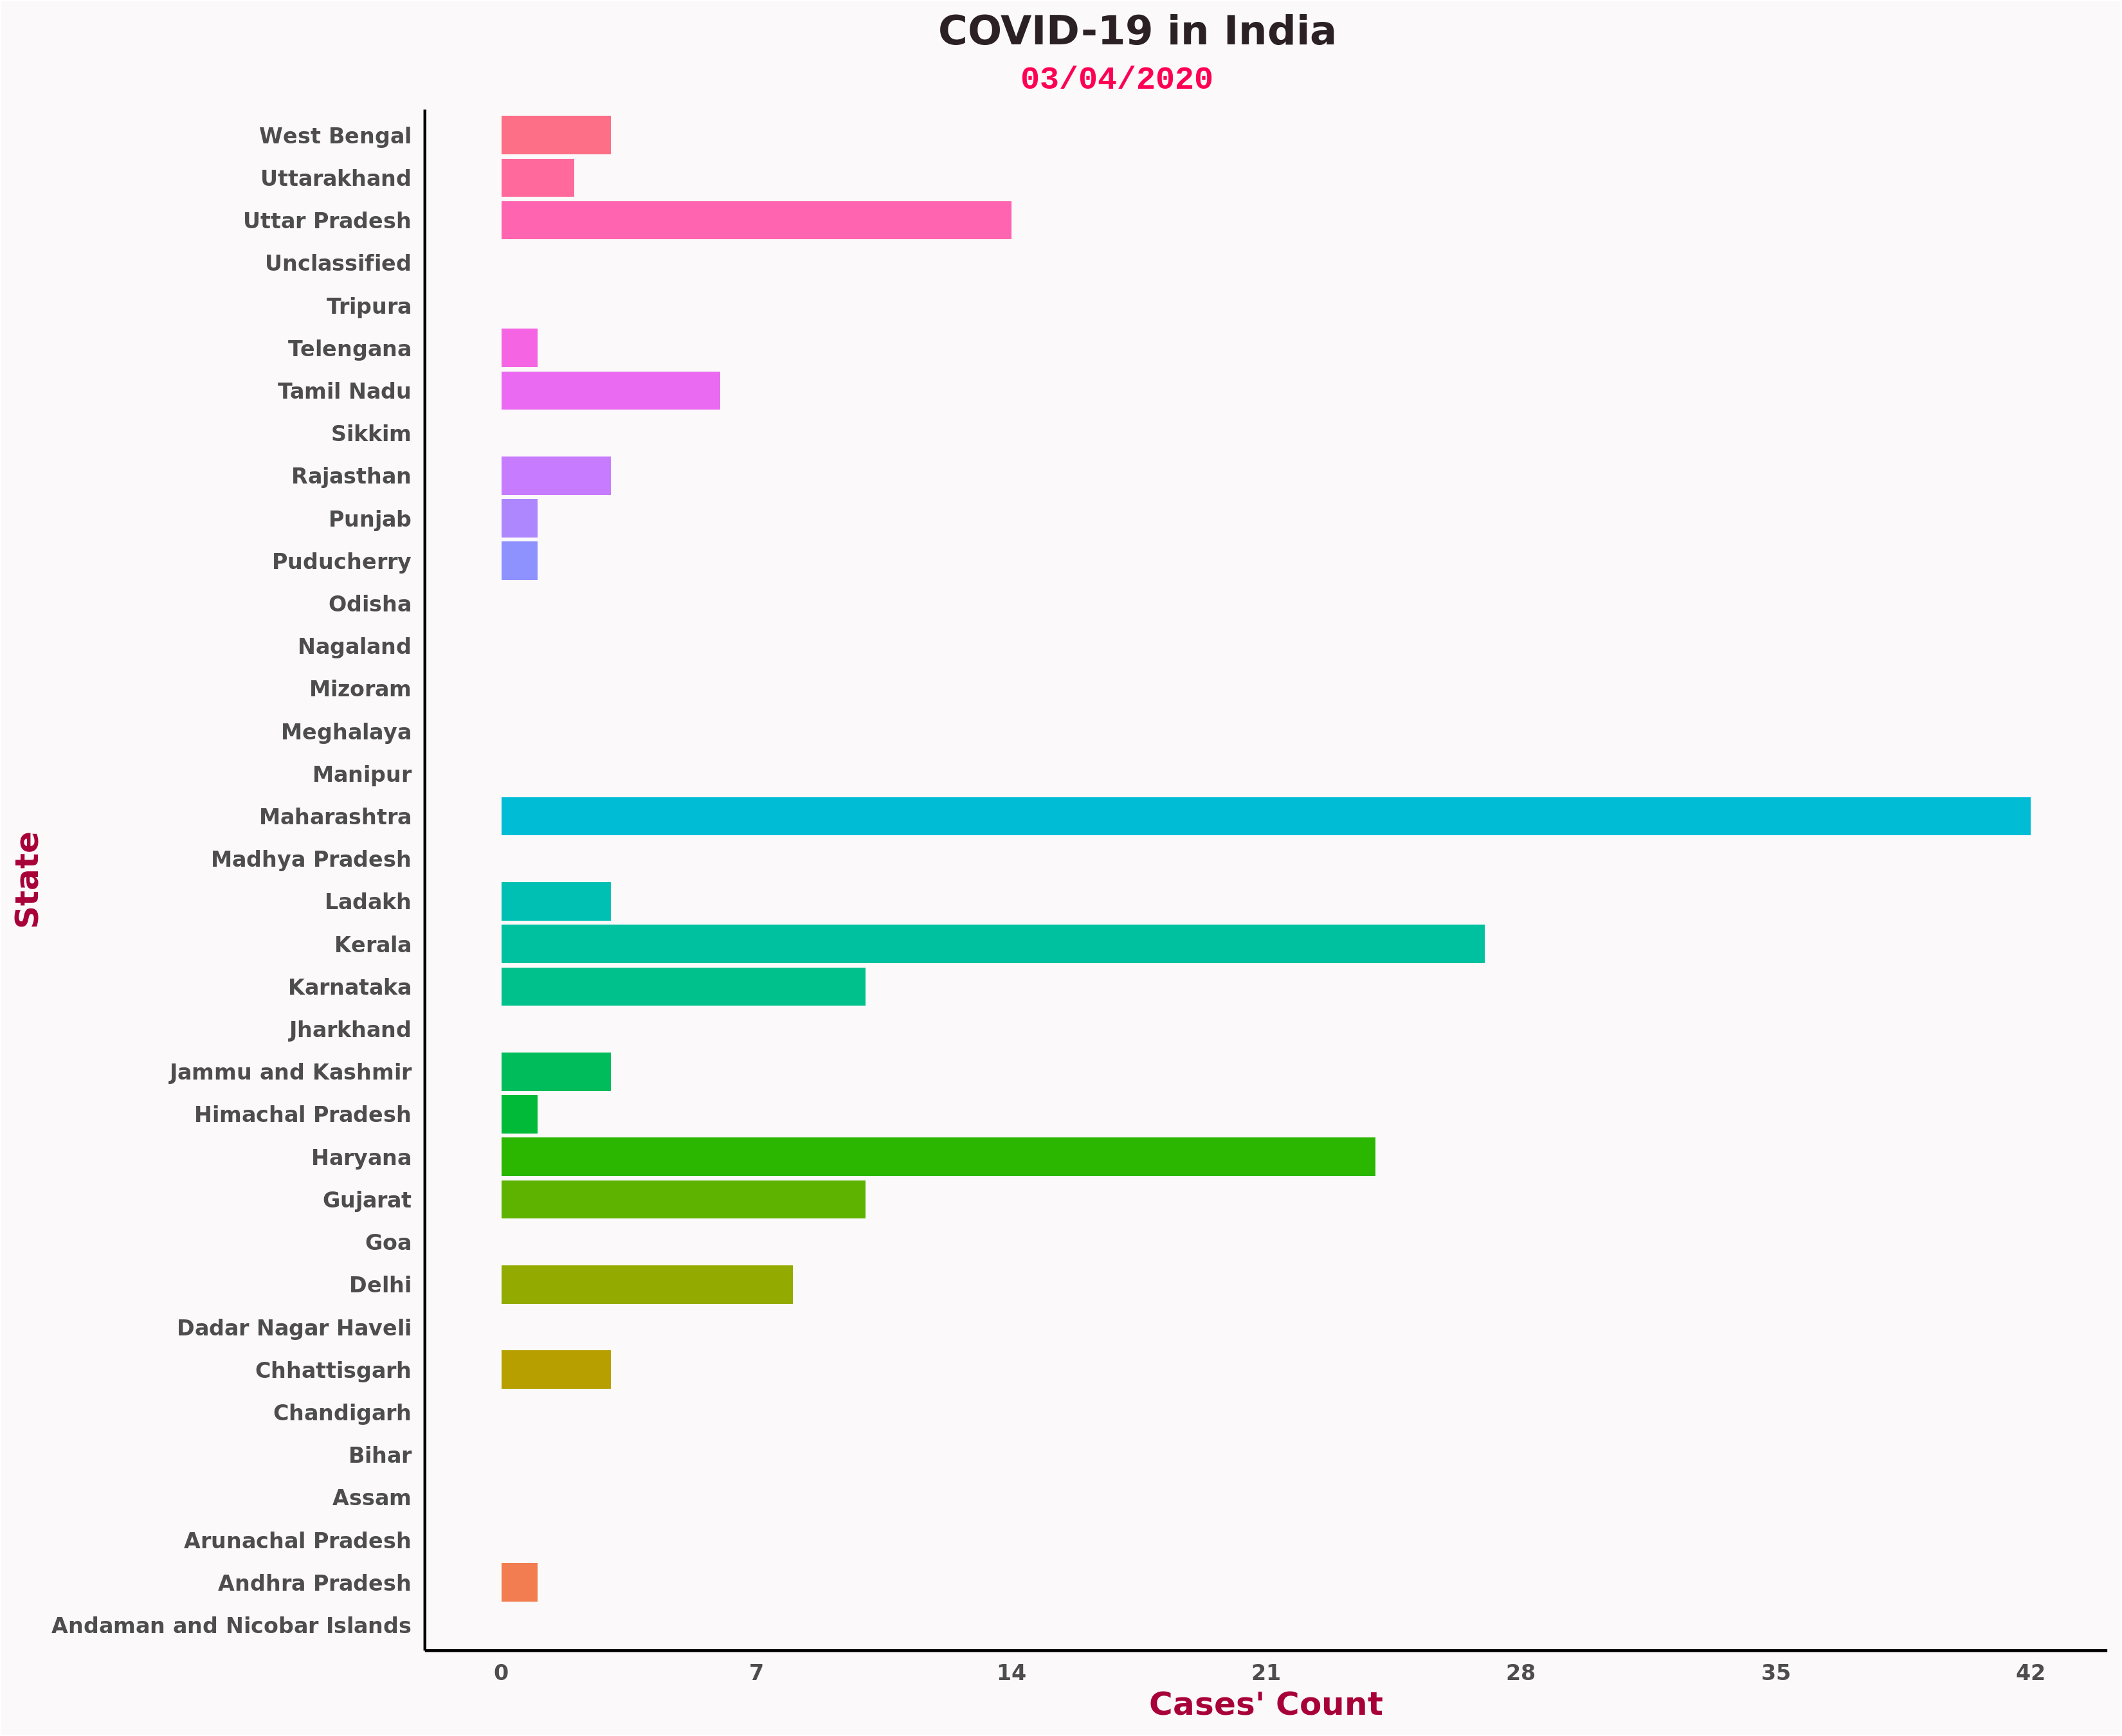 COVID-19 in India
03/04/2020
West Bengal
Uttarakhand
Uttar Pradesh
Unclassified
Tripura
Telengana
Tamil Nadu
Sikkim
Rajasthan
Punjab
Puducherry
Odisha
Nagaland
Mizoram
Meghalaya
Manipur
Maharashtra
Madhya Pradesh
Ladakh
Kerala
Karnataka
Jharkhand
Jammu and Kashmir
Himachal Pradesh
Haryana
Gujarat
Goa
Delhi
Dadar Nagar Haveli
Chhattisgarh
Chandigarh
Bihar
Assam
Arunachal Pradesh
Andhra Pradesh
Andaman and Nicobar Islands
State
0 7 14 21 28 35 42
Cases' Count